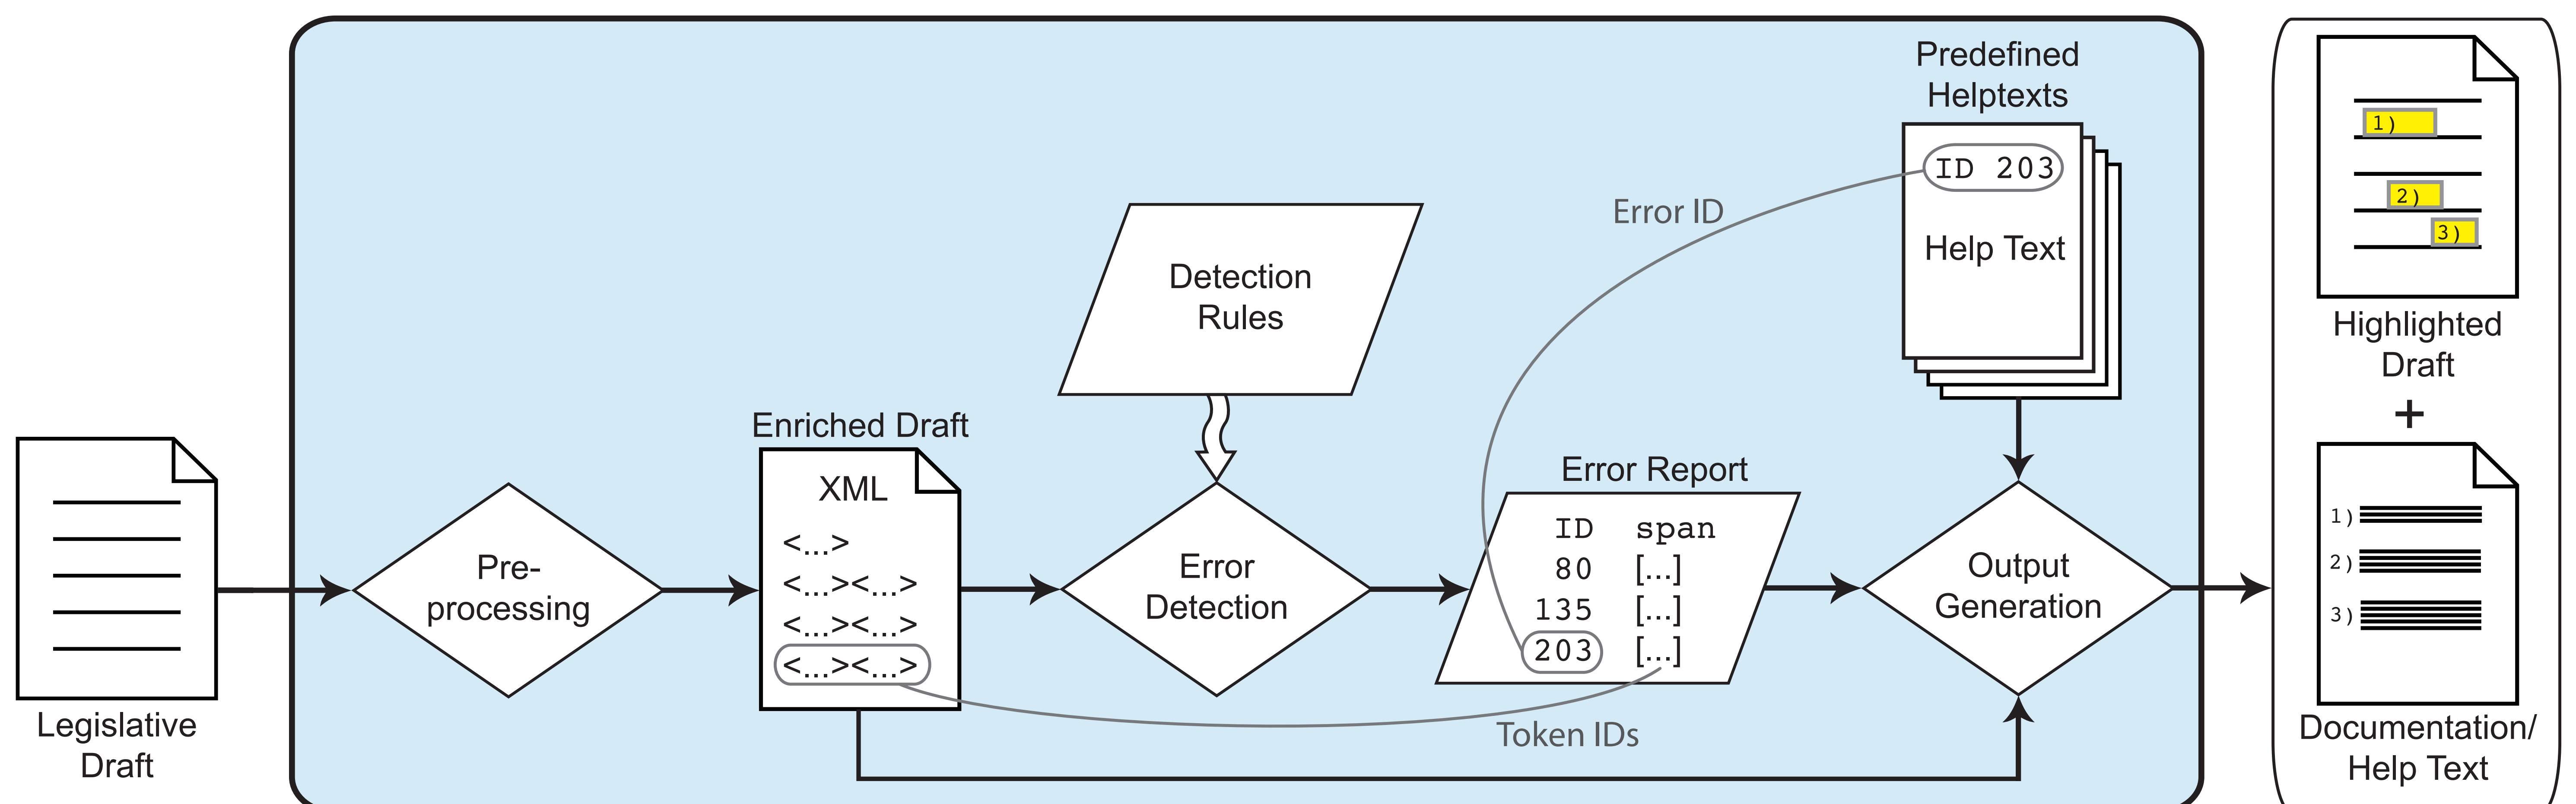 Legislative
Draft
Pre-
processing
Enriched Draft
XML
<...>
<...><...>
<...><...>
<...><...>
Detection
Rules
Error
Detection
Error Report
ID span
80 [...]
135 [...]
203 [...]
Error ID
Token IDs
Predefined
Helptexts
ID 203
Help Text
Output
Generation
1)
2)
3)
Highlighted
Draft
+
1)
2)
3)
Documentation/
Help Text